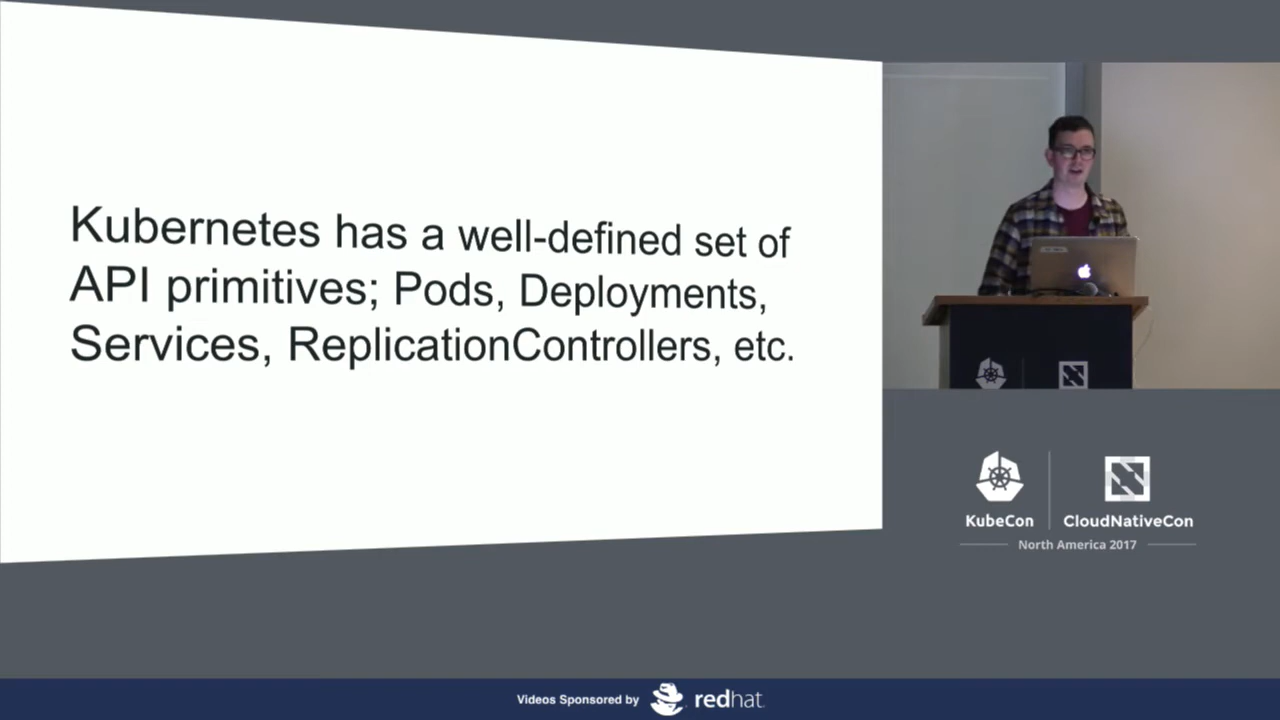 Kubernetes has a well-defined set of
API primitives; Pods, Deployments,
Services, ReplicationControllers, etc.
KubeCon
CloudNativeCon
North America 2017
Videos Sponsored by redhat.